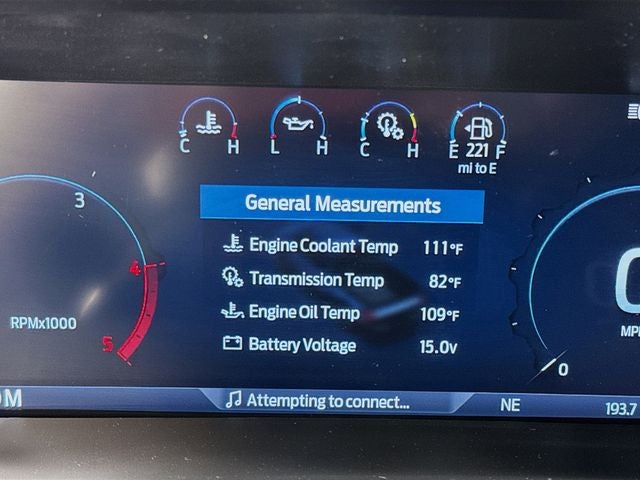 C H L H C H E 221 F
mi to E
General Measurements
3
Engine Coolant Temp 111°F
4
Transmission Temp 82°F
Engine Oil Temp 109°F
RPMx1000
5
Battery Voltage 15.0v
0
Attempting to connect... NE 193.7